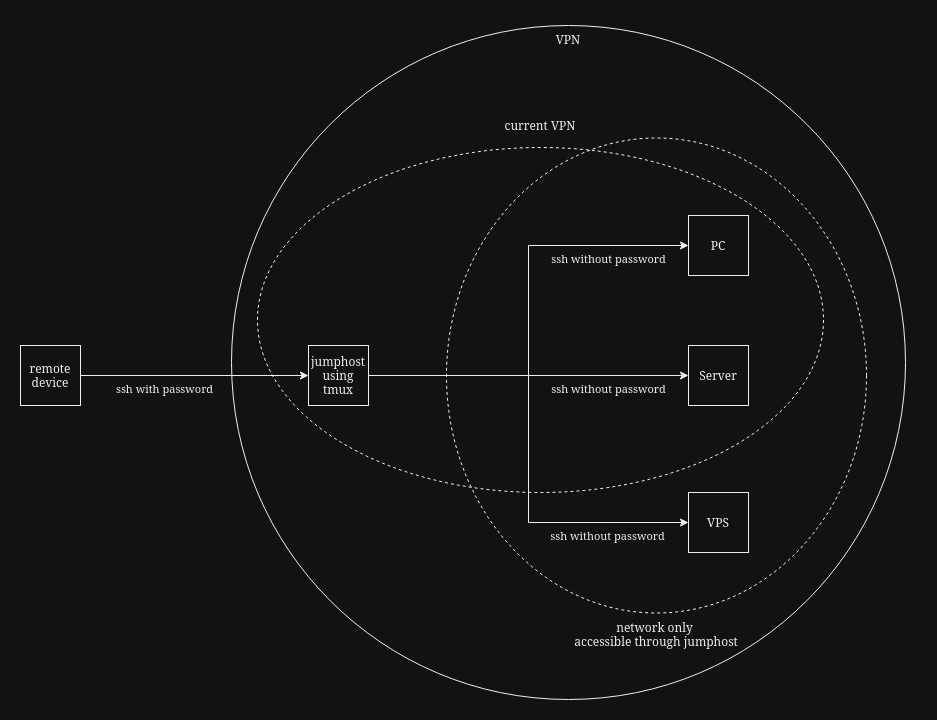 VPN
current VPN
PC
ssh without password
remote
device
ssh with password
jumphost
using
tmux
Server
ssh without password
VPS
ssh without password
network only
accessible through jumphost